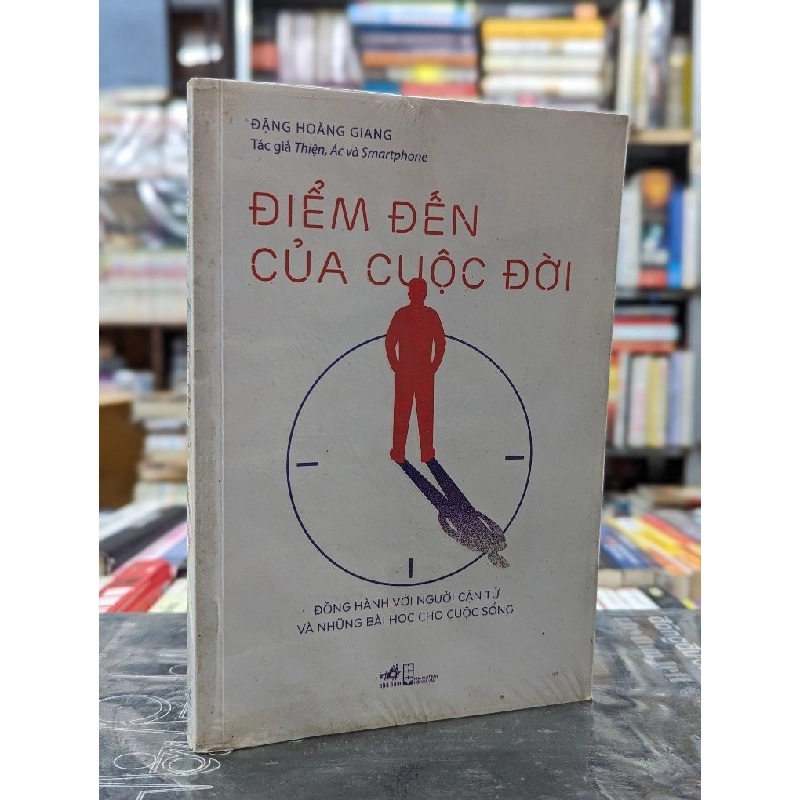 ĐẶNG HOÀNG GIANG
Tác giả Thiện, Ác và Smartphone
ĐIỂM ĐẾN
CỦA CUỘC ĐỜI
ĐỒNG HÀNH VỚI NGƯỜI CẬN TỬ
VÀ NHỮNG BÀI HỌC CHO CUỘC SỐNG